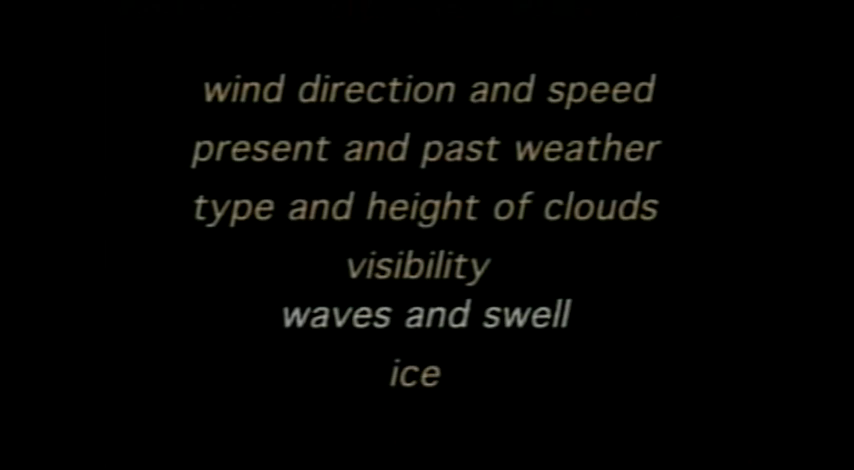 wind direction and speed
present and past weather
type and height of clouds
visibility
waves and swell
ice